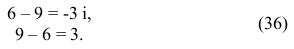 6 – 9 = -3 i,
9 – 6 = 3.
(36)